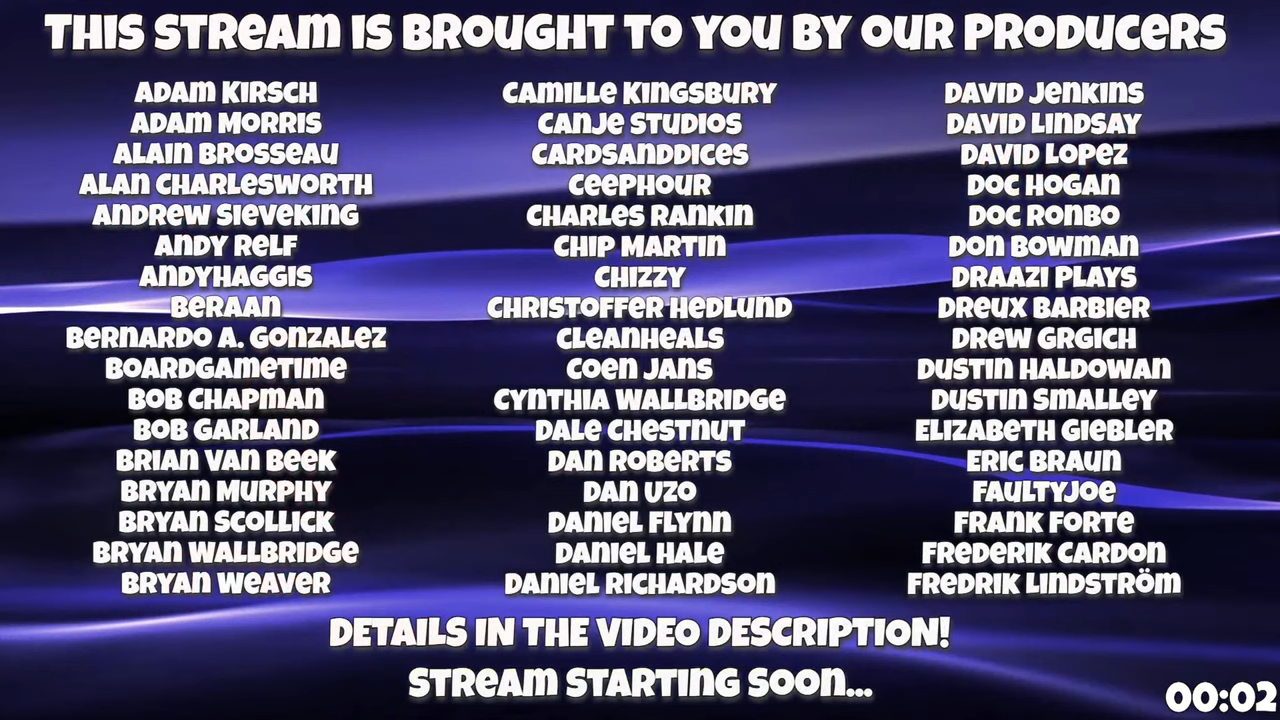 THIS STREAM IS BROUGHT TO YOU BY OUR PRODUCERS
ADAM KIRSCH
ADAM MORRIS
ALAIN BROSSEAU
ALAN CHARLESWORTH
ANDREW SIEVEKING
ANDY RELF
ANDYHAGGIS
BERAAN
BERNARDO A. GONZALEZ
BOARDGAMETIME
BOB CHAPMAN
BOB GARLAND
BRIAN VAN BEEK
BRYAN MURPHY
BRYAN SCOLLICK
BRYAN WALLBRIDGE
BRYAN WEAVER
CAMILLE KINGSBURY
CANJE STUDIOS
CARDSANDDICES
CEEPHOUR
CHARLES RANKIN
CHIP MARTIN
CHIZZY
CHRISTOFFER HEDLUND
CLEANHEALS
COEN JANS
CYNTHIA WALLBRIDGE
DALE CHESTNUT
DAN ROBERTS
DAN UZO
DANIEL FLYNN
DANIEL HALE
DANIEL RICHARDSON
DAVID JENKINS
DAVID LINDSAY
DAVID LOPEZ
DOC HOGAN
DOC RONBO
DON BOWMAN
DRAAZI PLAYS
DREUX BARBIER
DREW GRGICH
DUSTIN HALDOWAN
DUSTIN SMALLEY
ELIZABETH GIEBLER
ERIC BRAUN
FAULTYJOE
FRANK FORTE
FREDERIK CARDON
FREDRIK LINDSTRÖM
DETAILS IN THE VIDEO DESCRIPTION!
STREAM STARTING SOON...
00:02